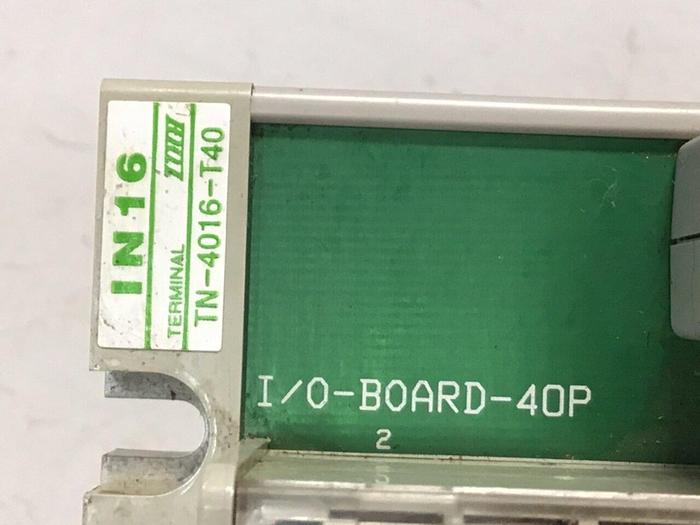 IN16
TERMINAL
TN-4016-T40
I/O-BOARD-40P
2